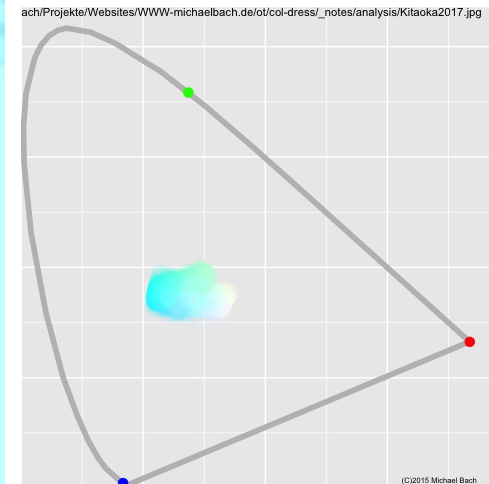 ach/Projekte/Websites/WWW-michaelbach.de/ot/col-dress/_notes/analysis/Kitaoka2017.jpg
(C)2015 Michael Bach